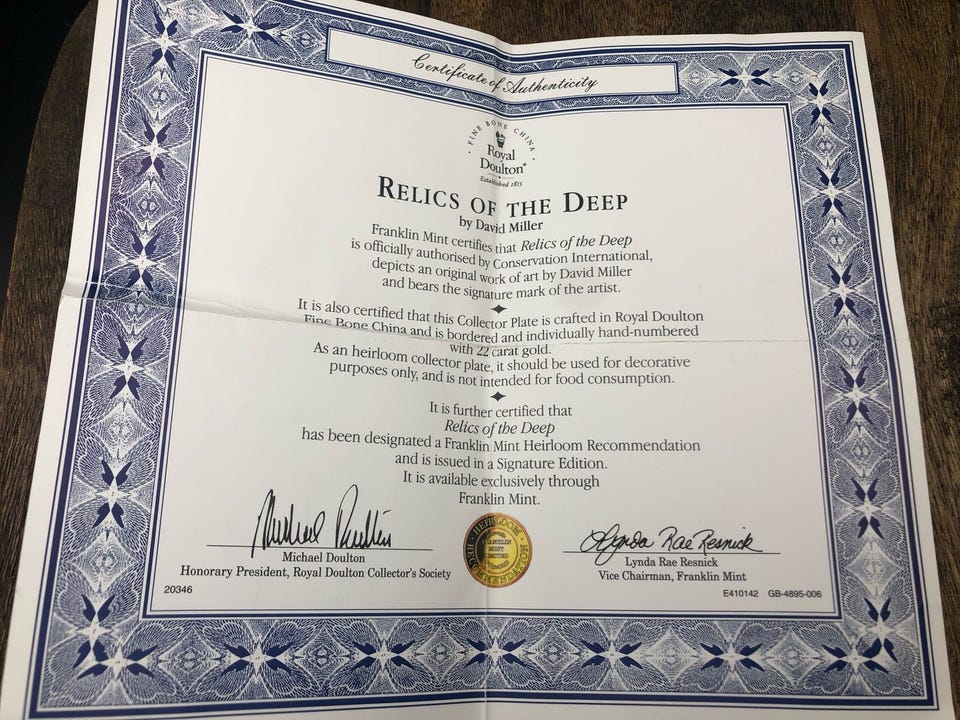 Certificate of Authenticity
FINE BONE CHINA
Royal
Doulton®
Established 1815
RELICS OF THE DEEP
by David Miller
Franklin Mint certifies that Relics of the Deep
is officially authorised by Conservation International,
depicts an original work of art by David Miller
and bears the signature mark of the artist.
It is also certified that this Collector Plate is crafted in Royal Doulton
Fine Bone China and is bordered and individually hand-numbered
with 22 carat gold.
As an heirloom collector plate, it should be used for decorative
purposes only, and is not intended for food consumption.
It is further certified that
Relics of the Deep
has been designated a Franklin Mint Heirloom Recommendation
and is issued in a Signature Edition.
It is available exclusively through
Franklin Mint.
Michael Doulton
Lynda Rae Resnick
HEIRLOOM
RECOMMENDATION
FRANKLIN
MINT
LIMITED
Michael Doulton
Honorary President, Royal Doulton Collector's Society
Lynda Rae Resnick
Vice Chairman, Franklin Mint
20346
E410142 GB-4895-006